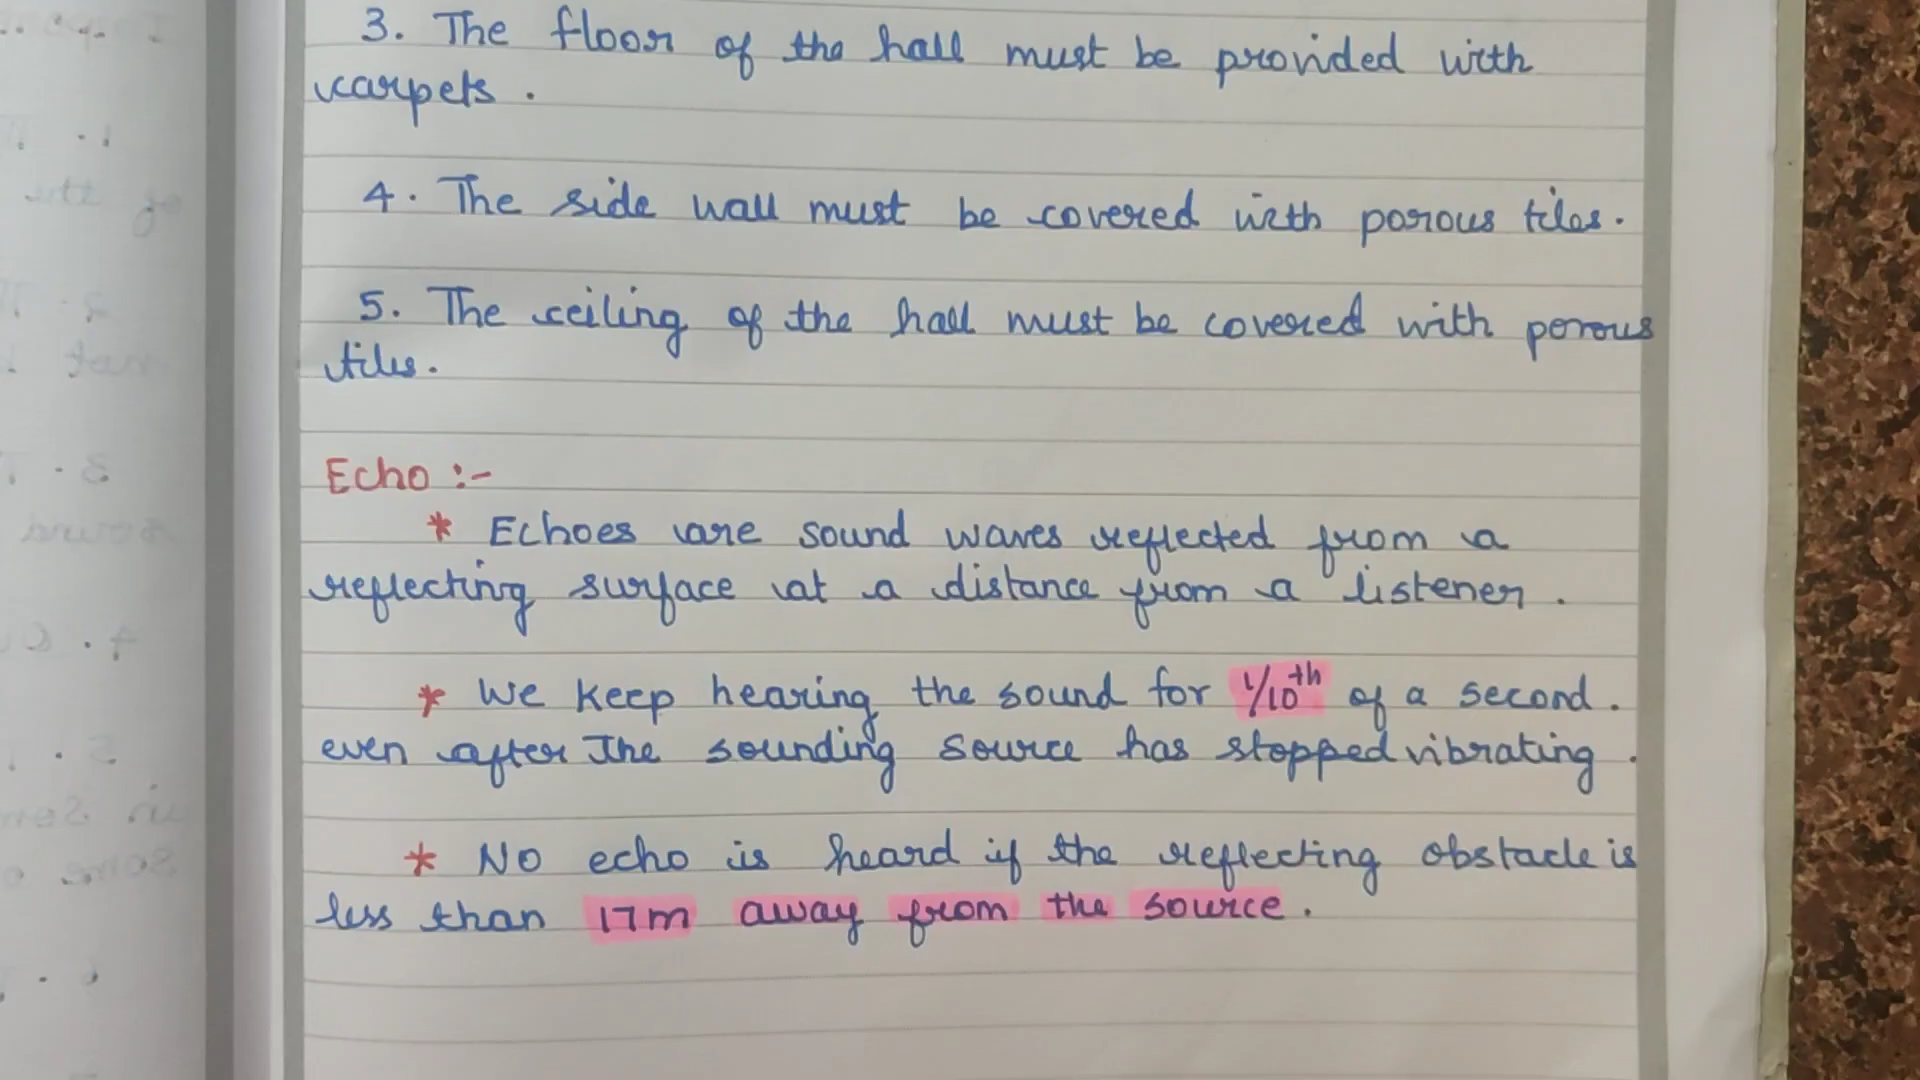 3. The floor of the hall must be provided with
carpets .
4. The side wall must be covered with porous tiles.
5. The ceiling of the hall must be covered with porous
tiles.
Echo :-
* Echoes are sound waves reflected from a
reflecting surface at a distance from a listener .
* We keep hearing the sound for 1/10th of a second .
even after The sounding source has stopped vibrating .
* No echo is heard if the reflecting obstacle is
less than 17m away from the source .